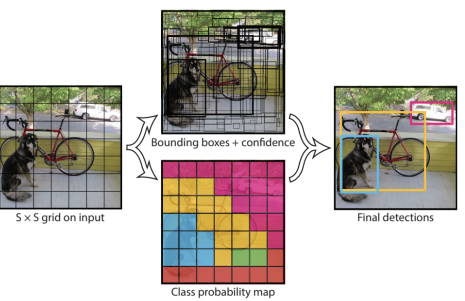 Bounding boxes + confidence
S × S grid on input
Final detections
Class probability map